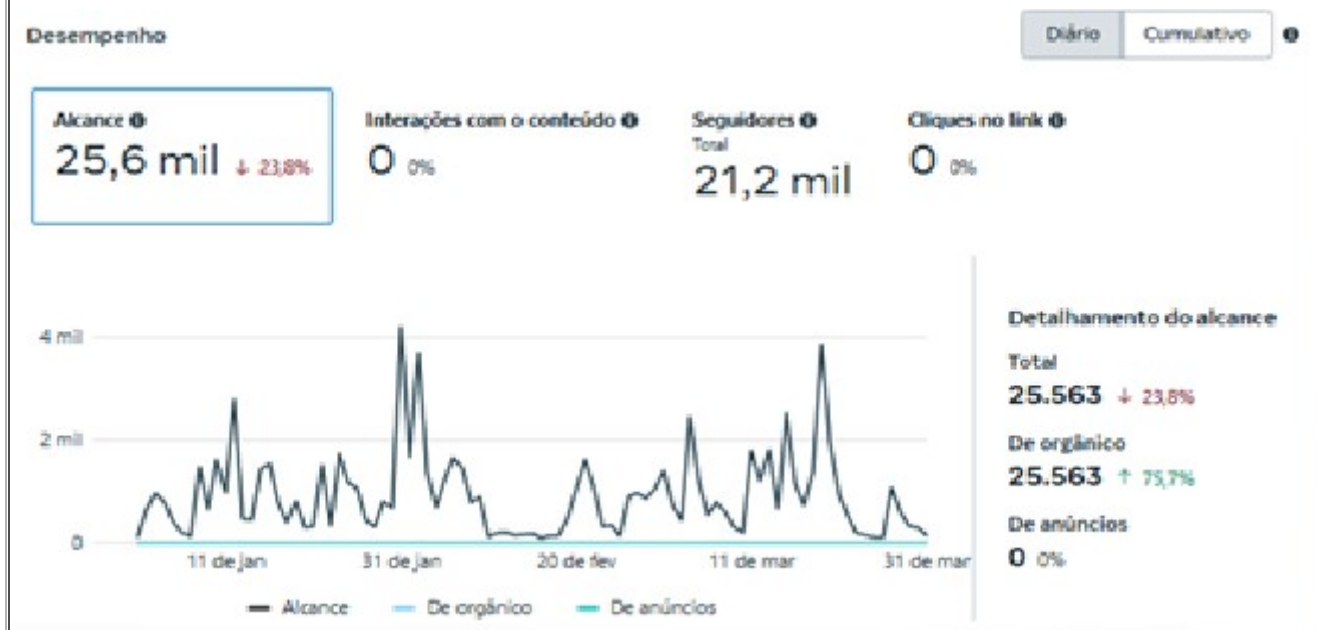 Desempenho
Diário Cumulativo
Alcance
25,6 mil ↓ 23,8%
Interações com o conteúdo
0 0%
Seguidores
Total
21,2 mil
Cliques no link
0 0%
4 mil
2 mil
0
11 de jan 31 de jan 20 de fev 11 de mar 31 de mar
Alcance De orgânico De anúncios
Detalhamento do alcance
Total
25.563 ↓ 23,8%
De orgânico
25.563 ↑ 75,7%
De anúncios
0 0%